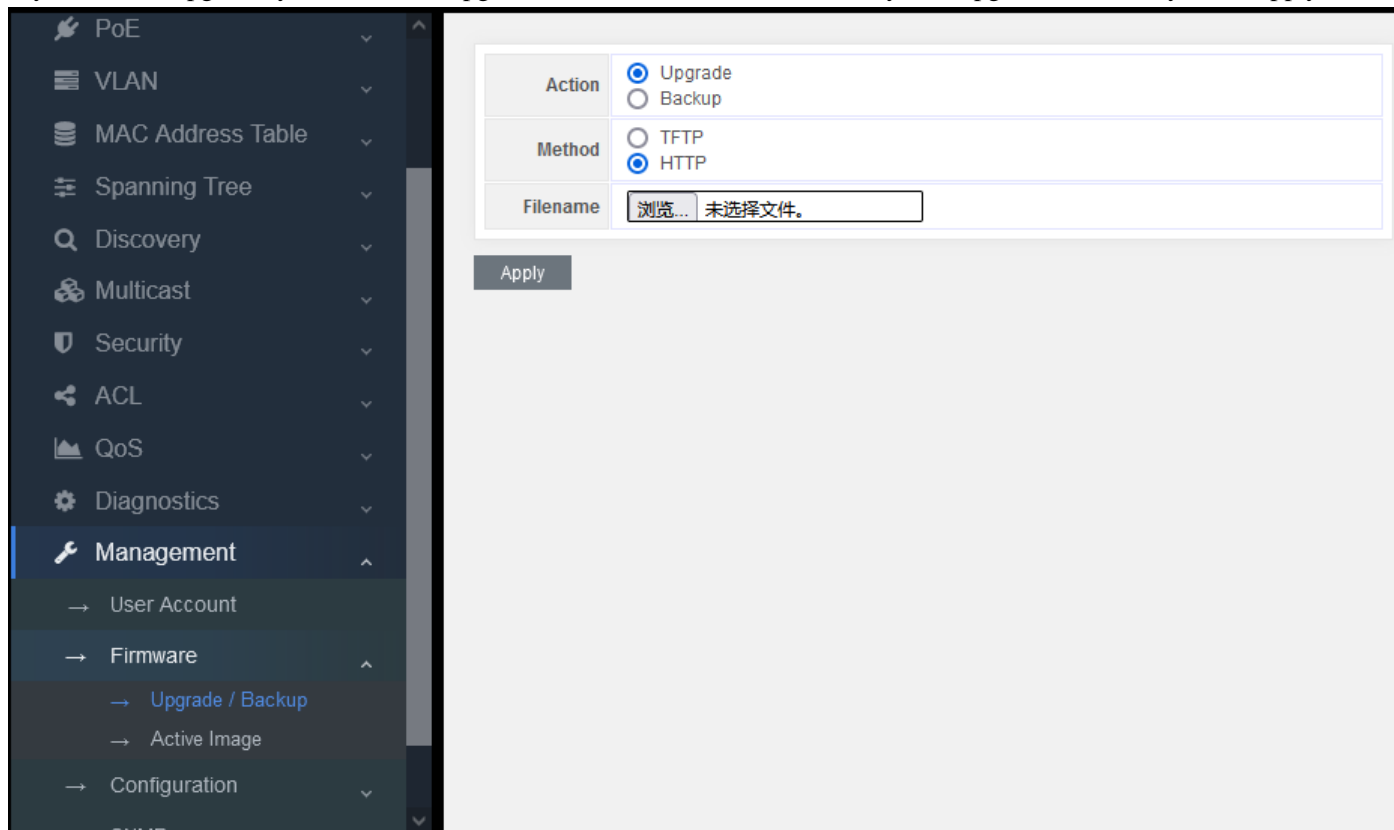 PoE
VLAN
MAC Address Table
Spanning Tree
Discovery
Multicast
Security
ACL
QoS
Diagnostics
Management
→ User Account
→ Firmware
→ Upgrade / Backup
→ Active Image
→ Configuration
Action
Upgrade
Backup
Method
TFTP
HTTP
Filename
浏览... 未选择文件。
Apply